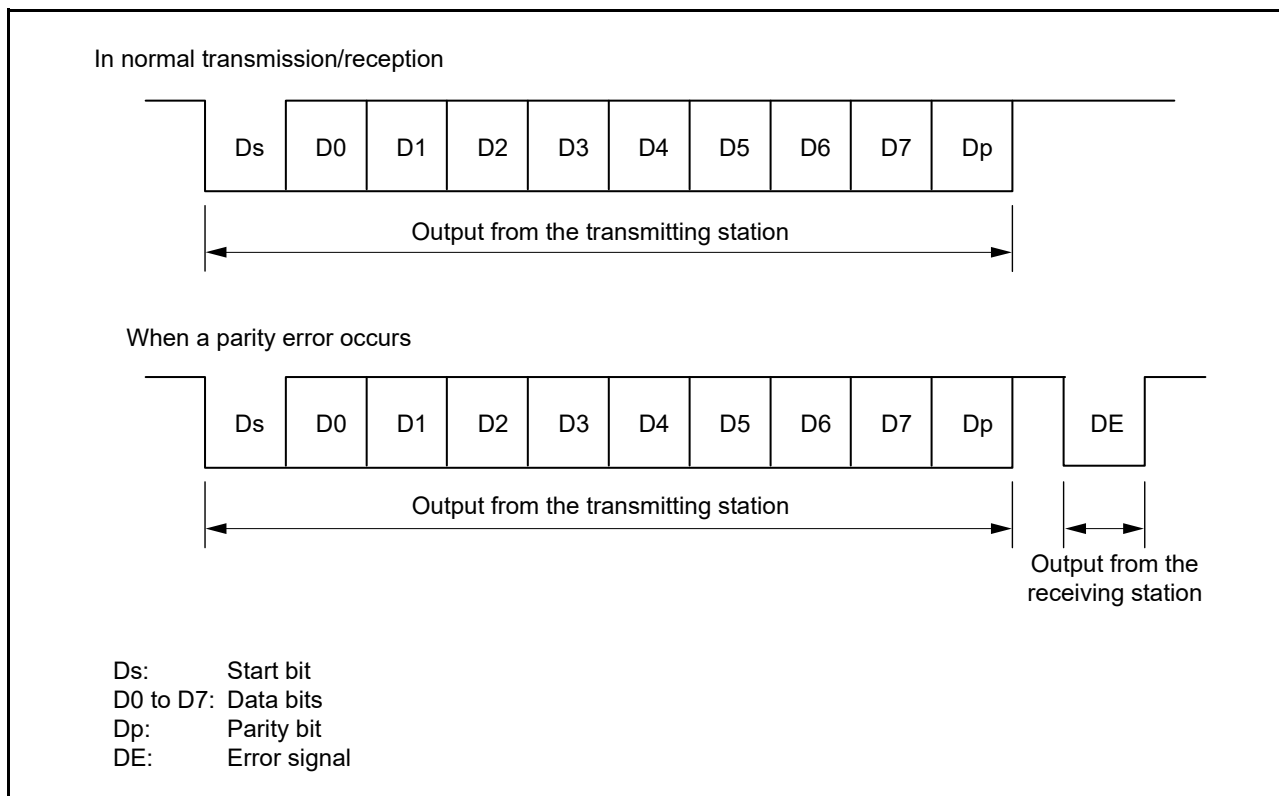 In normal transmission/reception
Ds D0 D1 D2 D3 D4 D5 D6 D7 Dp
Output from the transmitting station
When a parity error occurs
Ds D0 D1 D2 D3 D4 D5 D6 D7 Dp DE
Output from the transmitting station
Output from the
receiving station
Ds: Start bit
D0 to D7: Data bits
Dp: Parity bit
DE: Error signal